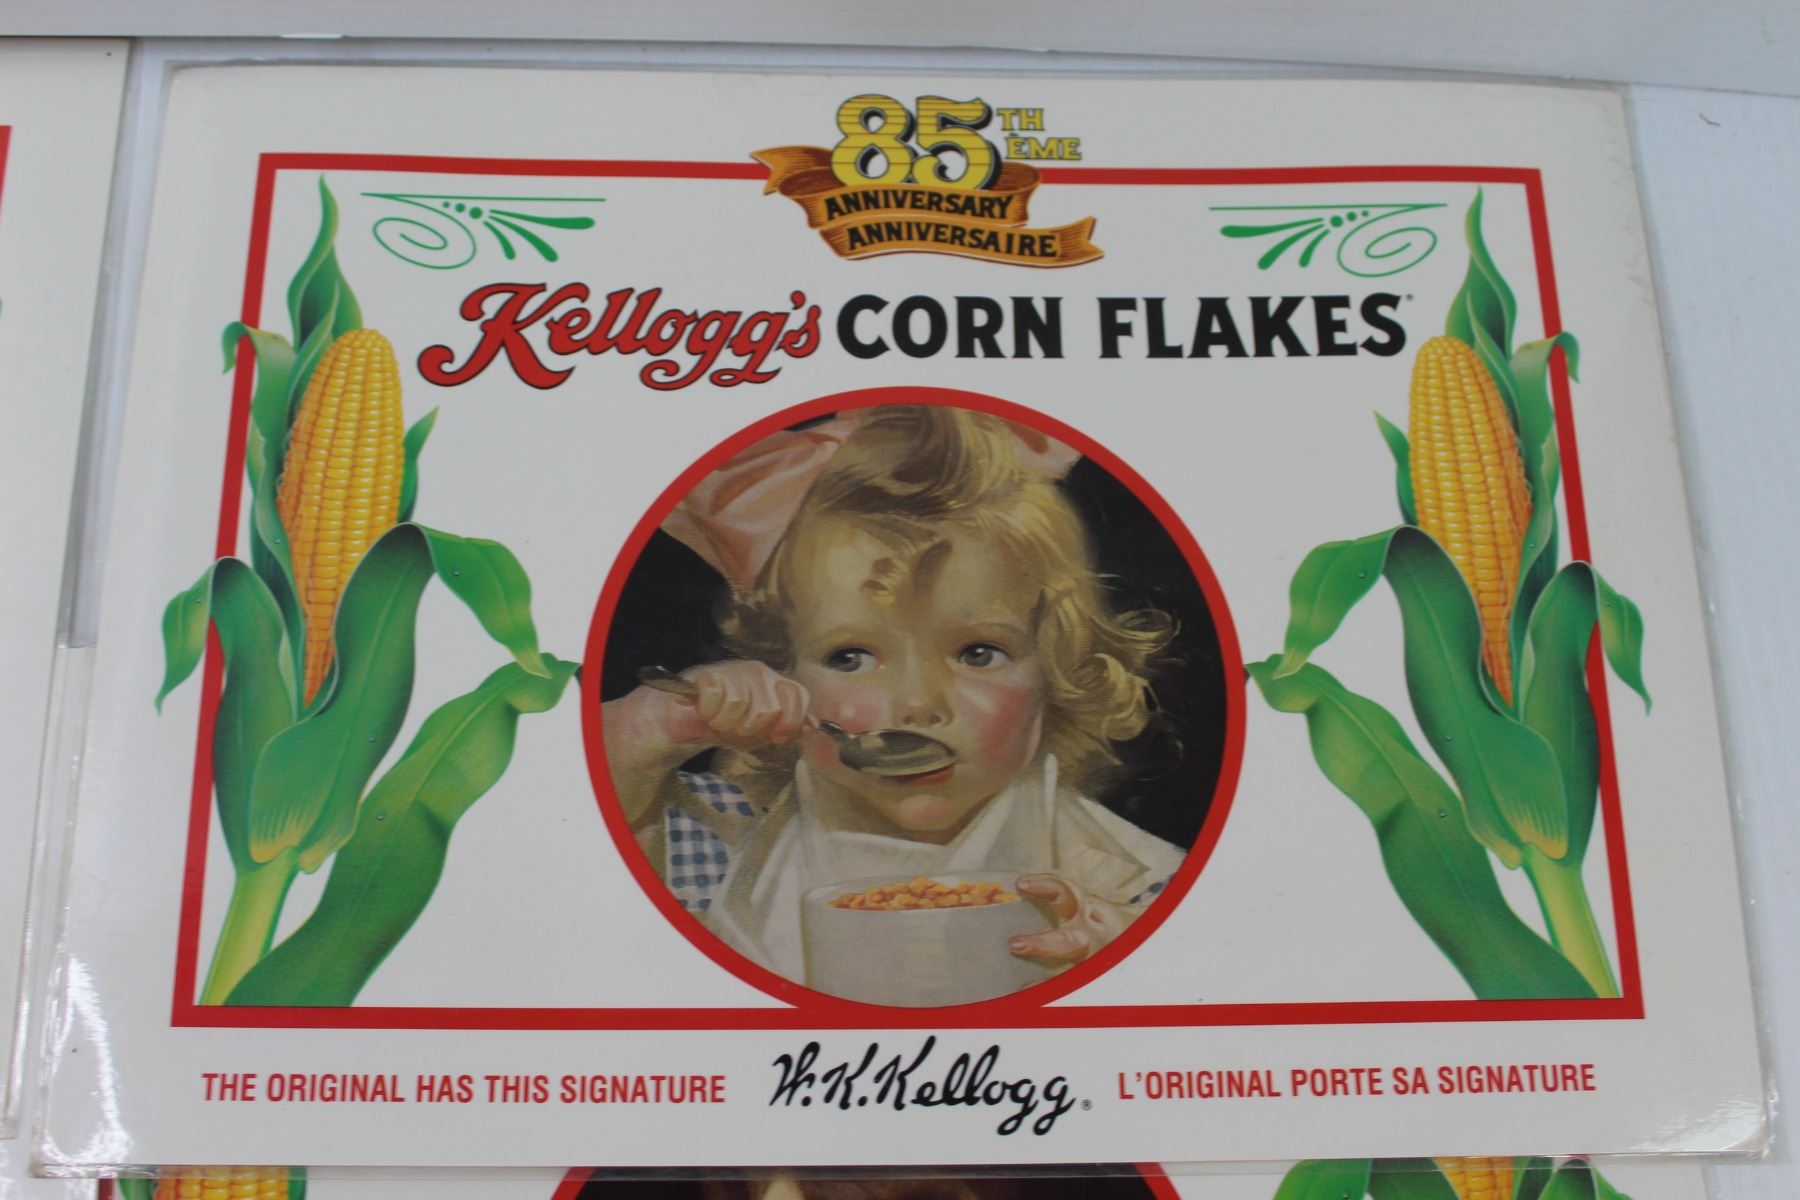 85TH
ÈME
ANNIVERSARY
ANNIVERSAIRE
Kellogg's CORN FLAKES
THE ORIGINAL HAS THIS SIGNATURE W.K. Kellogg ® L'ORIGINAL PORTE SA SIGNATURE